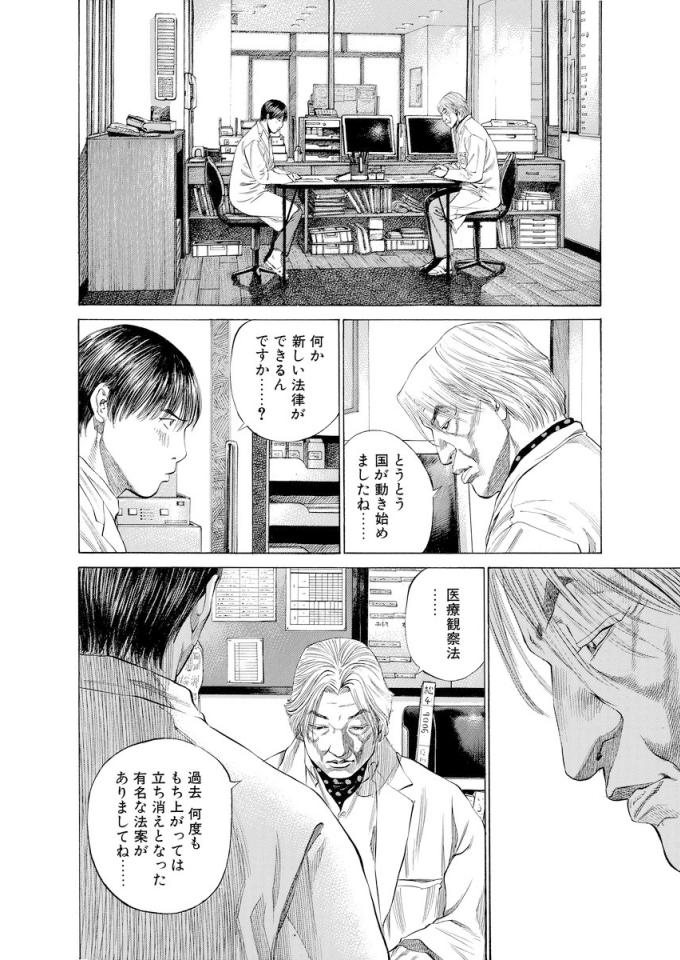 とうとう
国が動き始め
ましたね……
何か
新しい法律が
できるん
ですか……？
医療観察法
……
過去 何度も
もち上がっては
立ち消えとなった
有名な法案が
ありましてね……